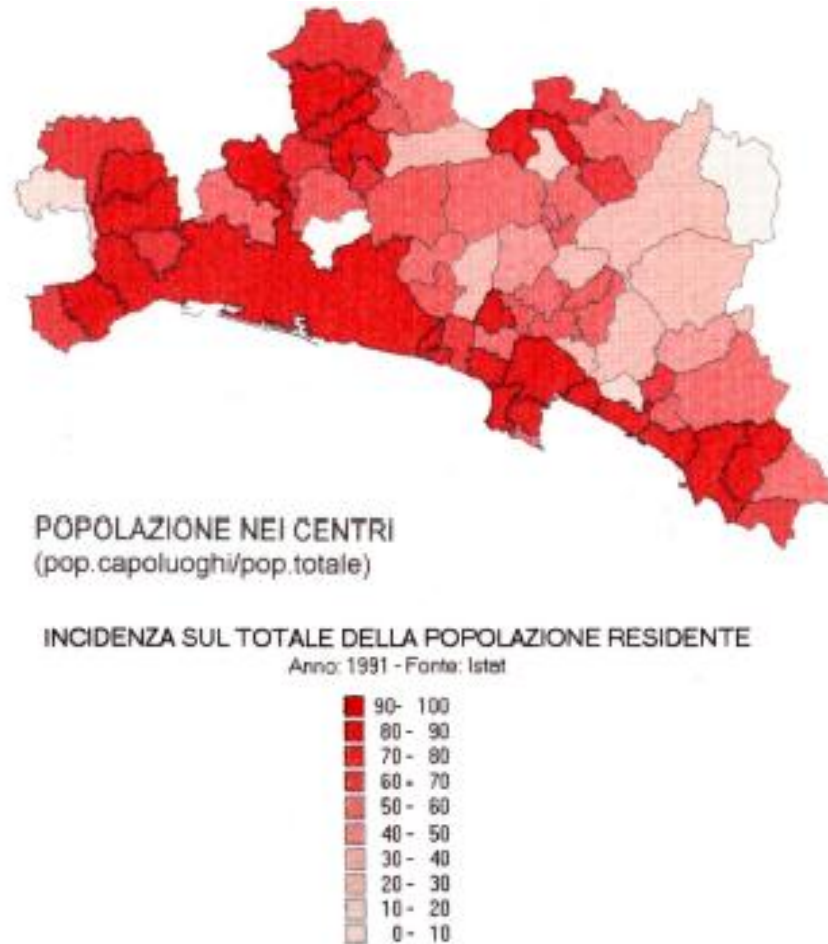 POPOLAZIONE NEI CENTRI
(pop.capoluoghi/pop.totale)
INCIDENZA SUL TOTALE DELLA POPOLAZIONE RESIDENTE
Anno: 1991 - Fonte: Istat
90- 100
80- 90
70- 80
60- 70
50- 60
40- 50
30- 40
20- 30
10- 20
0- 10